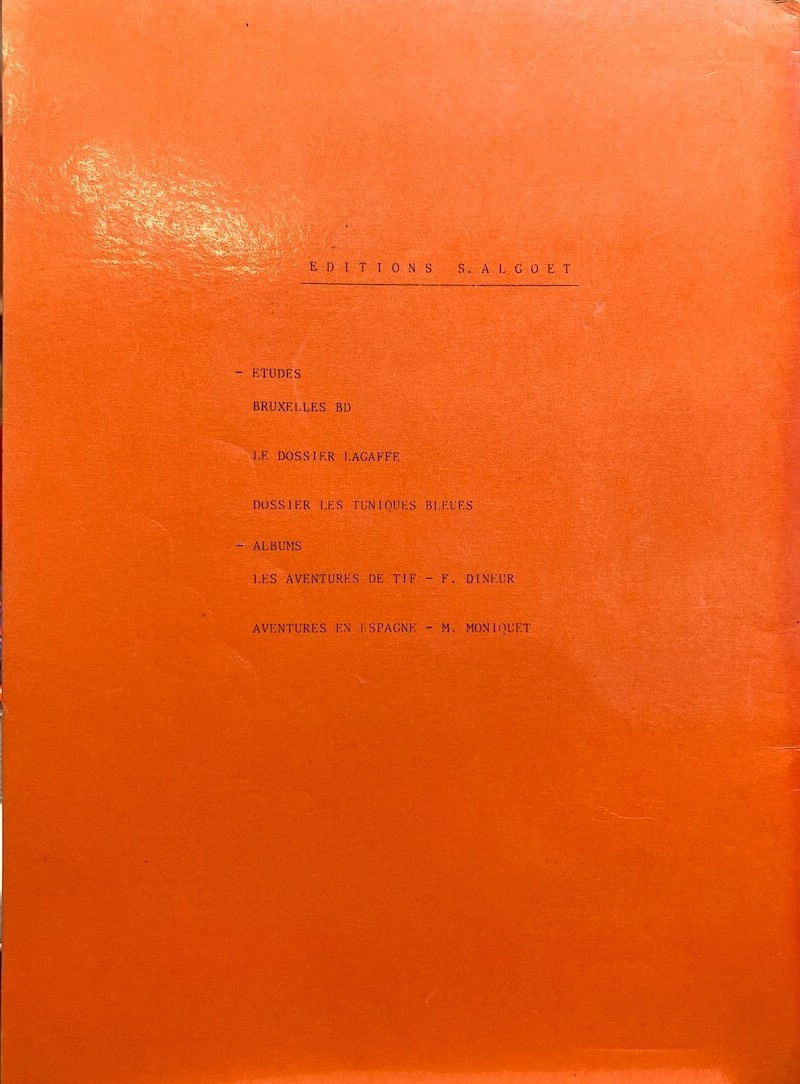 EDITIONS S.ALGOET
- ETUDES
BRUXELLES BD
LE DOSSIER LAGAFFE
DOSSIER LES TUNIQUES BLEUES
- ALBUMS
LES AVENTURES DE TIF - F. DINEUR
AVENTURES EN ESPAGNE - M. MONIQUET